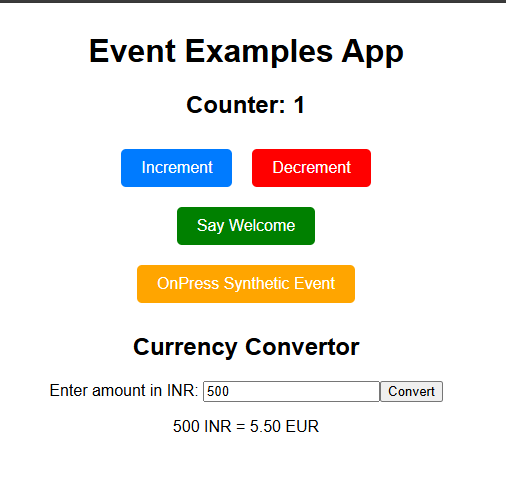 Event Examples App
Counter: 1
Increment Decrement
Say Welcome
OnPress Synthetic Event
Currency Convertor
Enter amount in INR: 500 Convert
500 INR = 5.50 EUR